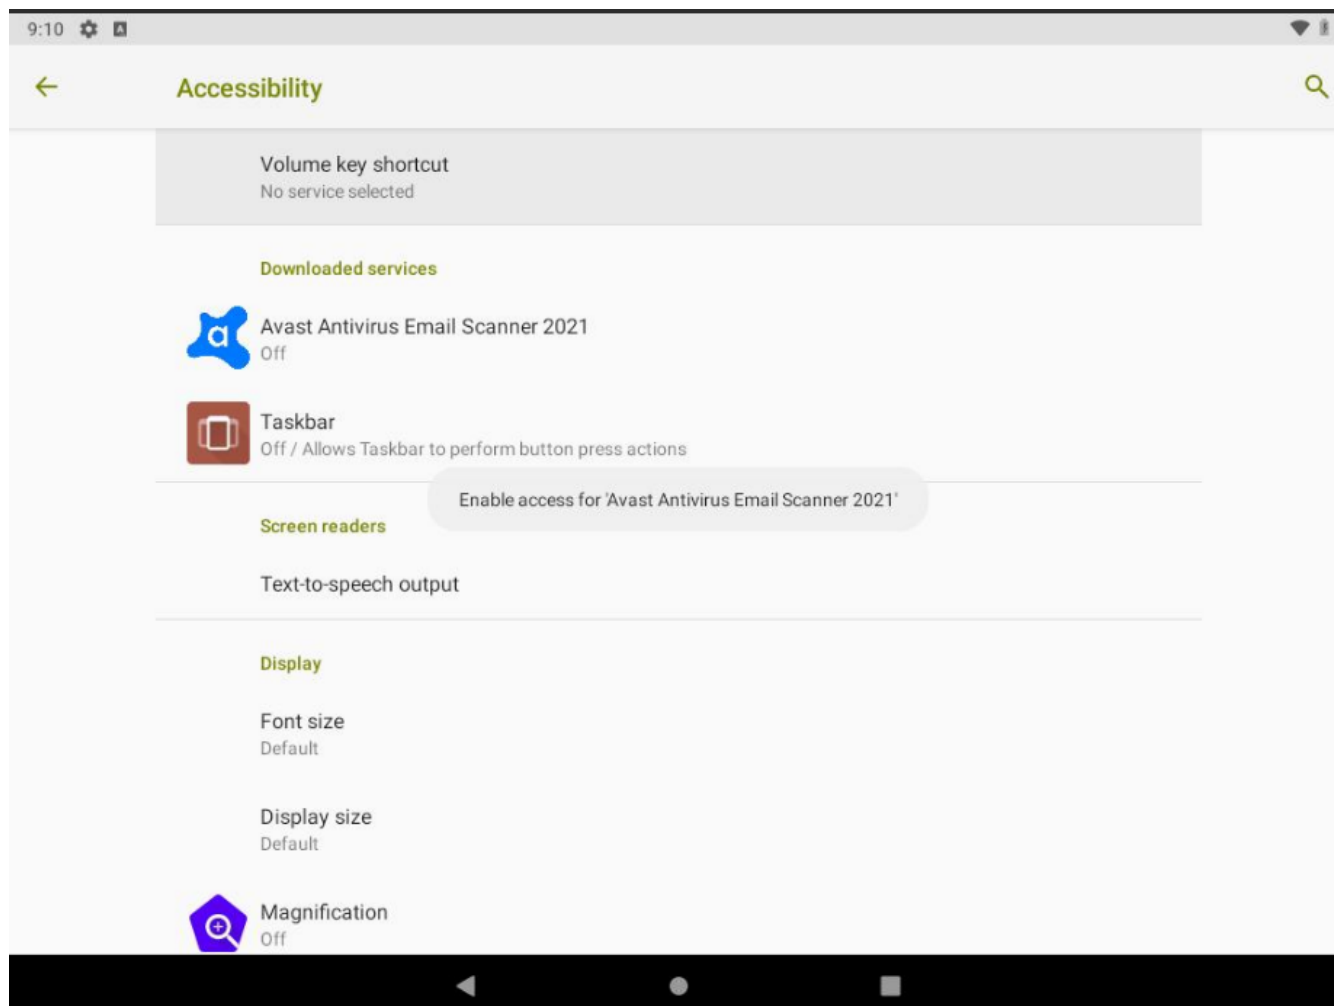 9:10
Accessibility
Volume key shortcut
No service selected
Downloaded services
Avast Antivirus Email Scanner 2021
Off
Taskbar
Off / Allows Taskbar to perform button press actions
Enable access for 'Avast Antivirus Email Scanner 2021'
Screen readers
Text-to-speech output
Display
Font size
Default
Display size
Default
Magnification
Off